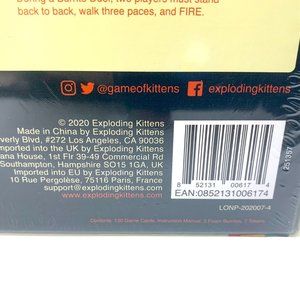 back to back, walk three paces, and FIRE.
@gameofkittens
explodingkittens
© 2020 Exploding Kittens
Made in China by Exploding Kittens
Blvd, #272 Los Angeles, CA 90036
Imported into the UK by Exploding Kittens
House, 1st Flr 39-49 Commercial Rd
Southampton, Hampshire SO15 1GA, UK
Imported into EU by Exploding Kittens
10 Rue Pergolèse, 75116 Paris, France
support@explodingkittens.com
www.explodingkittens.com
8 52131 00617 4
EAN:0852131006174
LONP-202007-4